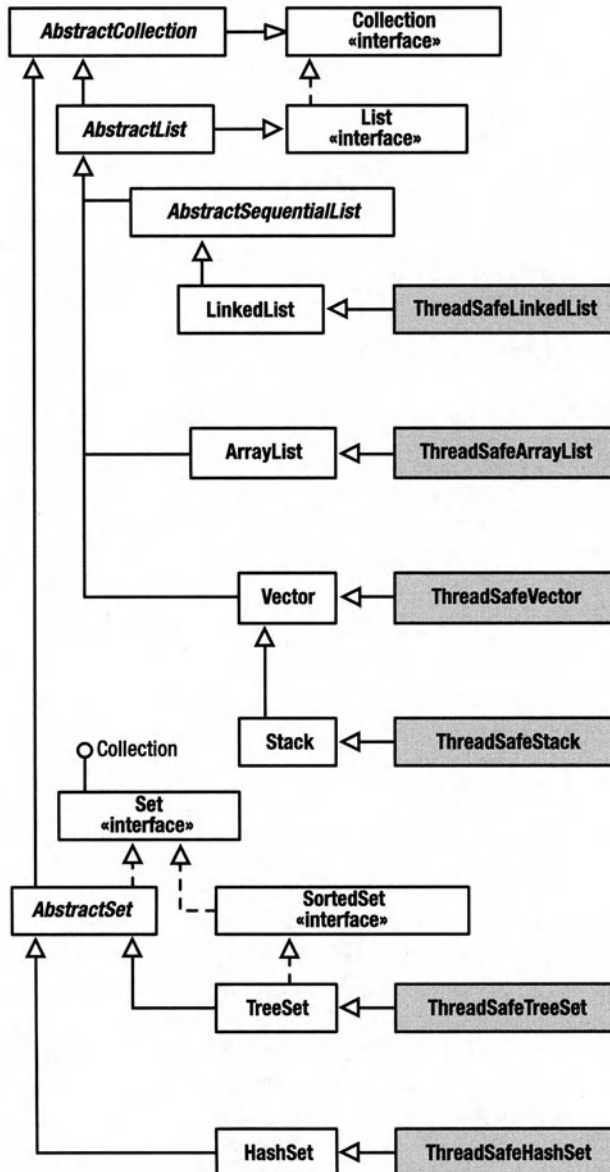 AbstractCollection
Collection
«interface»
AbstractList
List
«interface»
AbstractSequentialList
LinkedList
ThreadSafeLinkedList
ArrayList
ThreadSafeArrayList
Vector
ThreadSafeVector
Stack
ThreadSafeStack
Collection
Set
«interface»
AbstractSet
SortedSet
«interface»
TreeSet
ThreadSafeTreeSet
HashSet
ThreadSafeHashSet